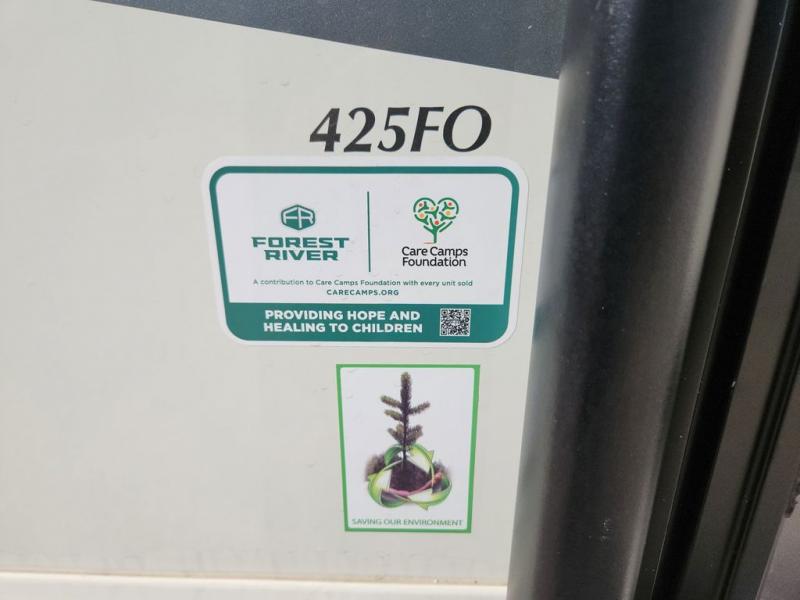 425FO
FR
FOREST
RIVER
Care Camps
Foundation
A contribution to Care Camps Foundation with every unit sold
CARECAMPS.ORG
PROVIDING HOPE AND
HEALING TO CHILDREN
SAVING OUR ENVIRONMENT